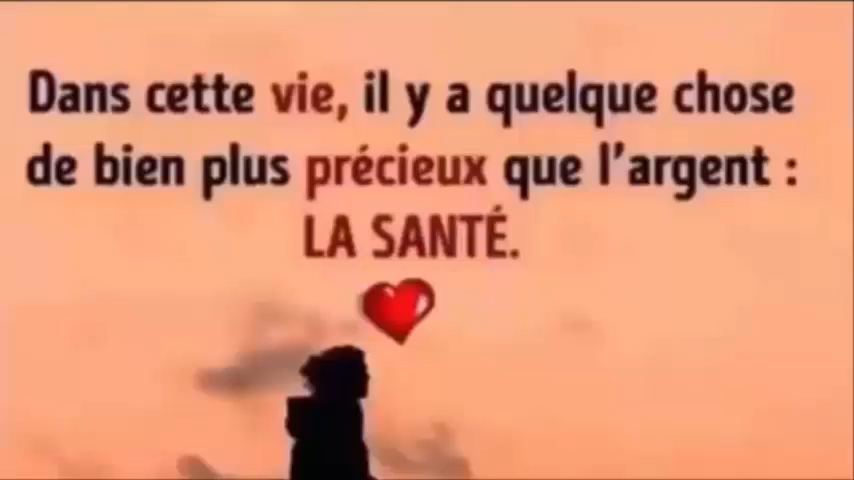 Dans cette vie, il y a quelque chose
de bien plus précieux que l'argent :
LA SANTÉ.